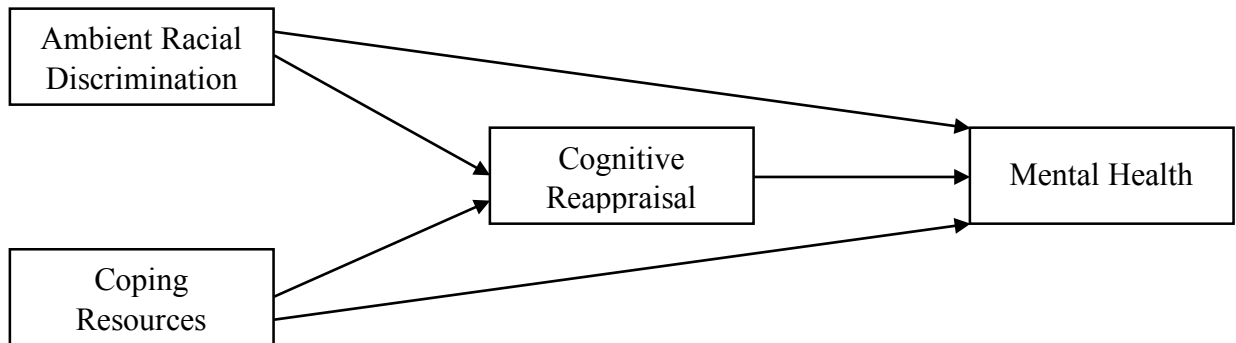 Ambient Racial
Discrimination
Cognitive
Reappraisal
Mental Health
Coping
Resources